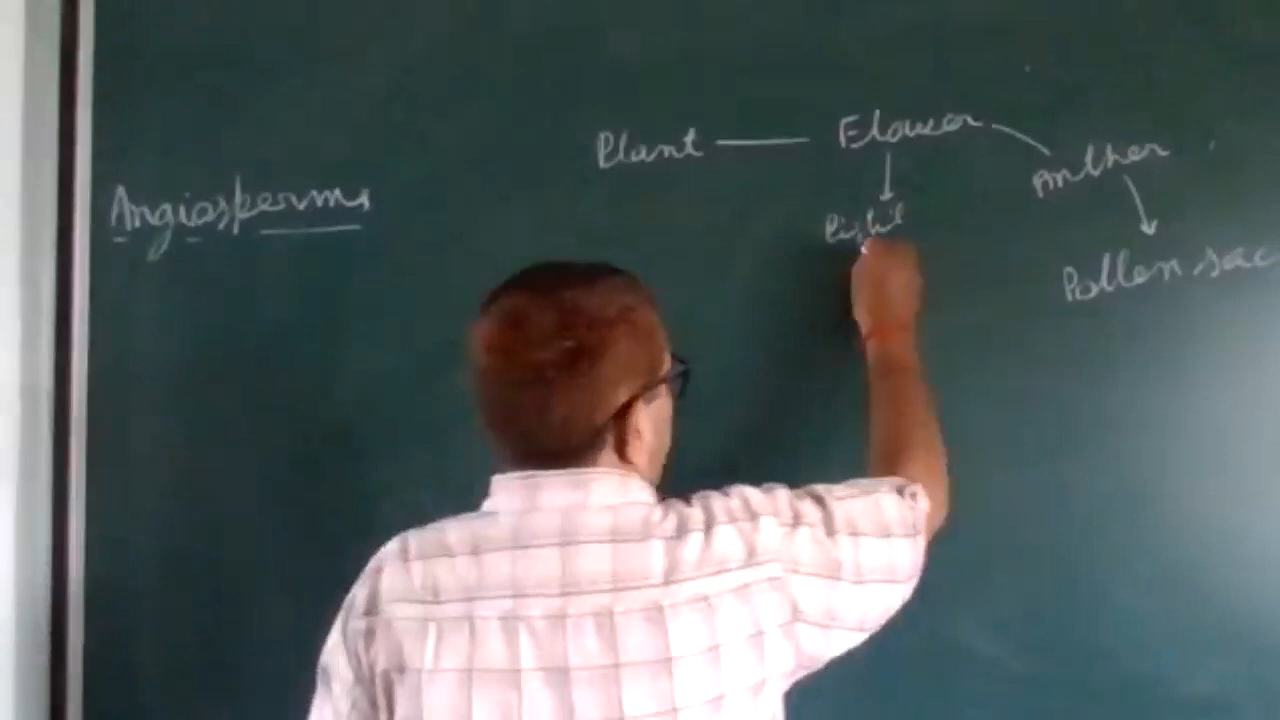 Plant Flower
Anther
Angiosperms
Pistil
Pollen sac